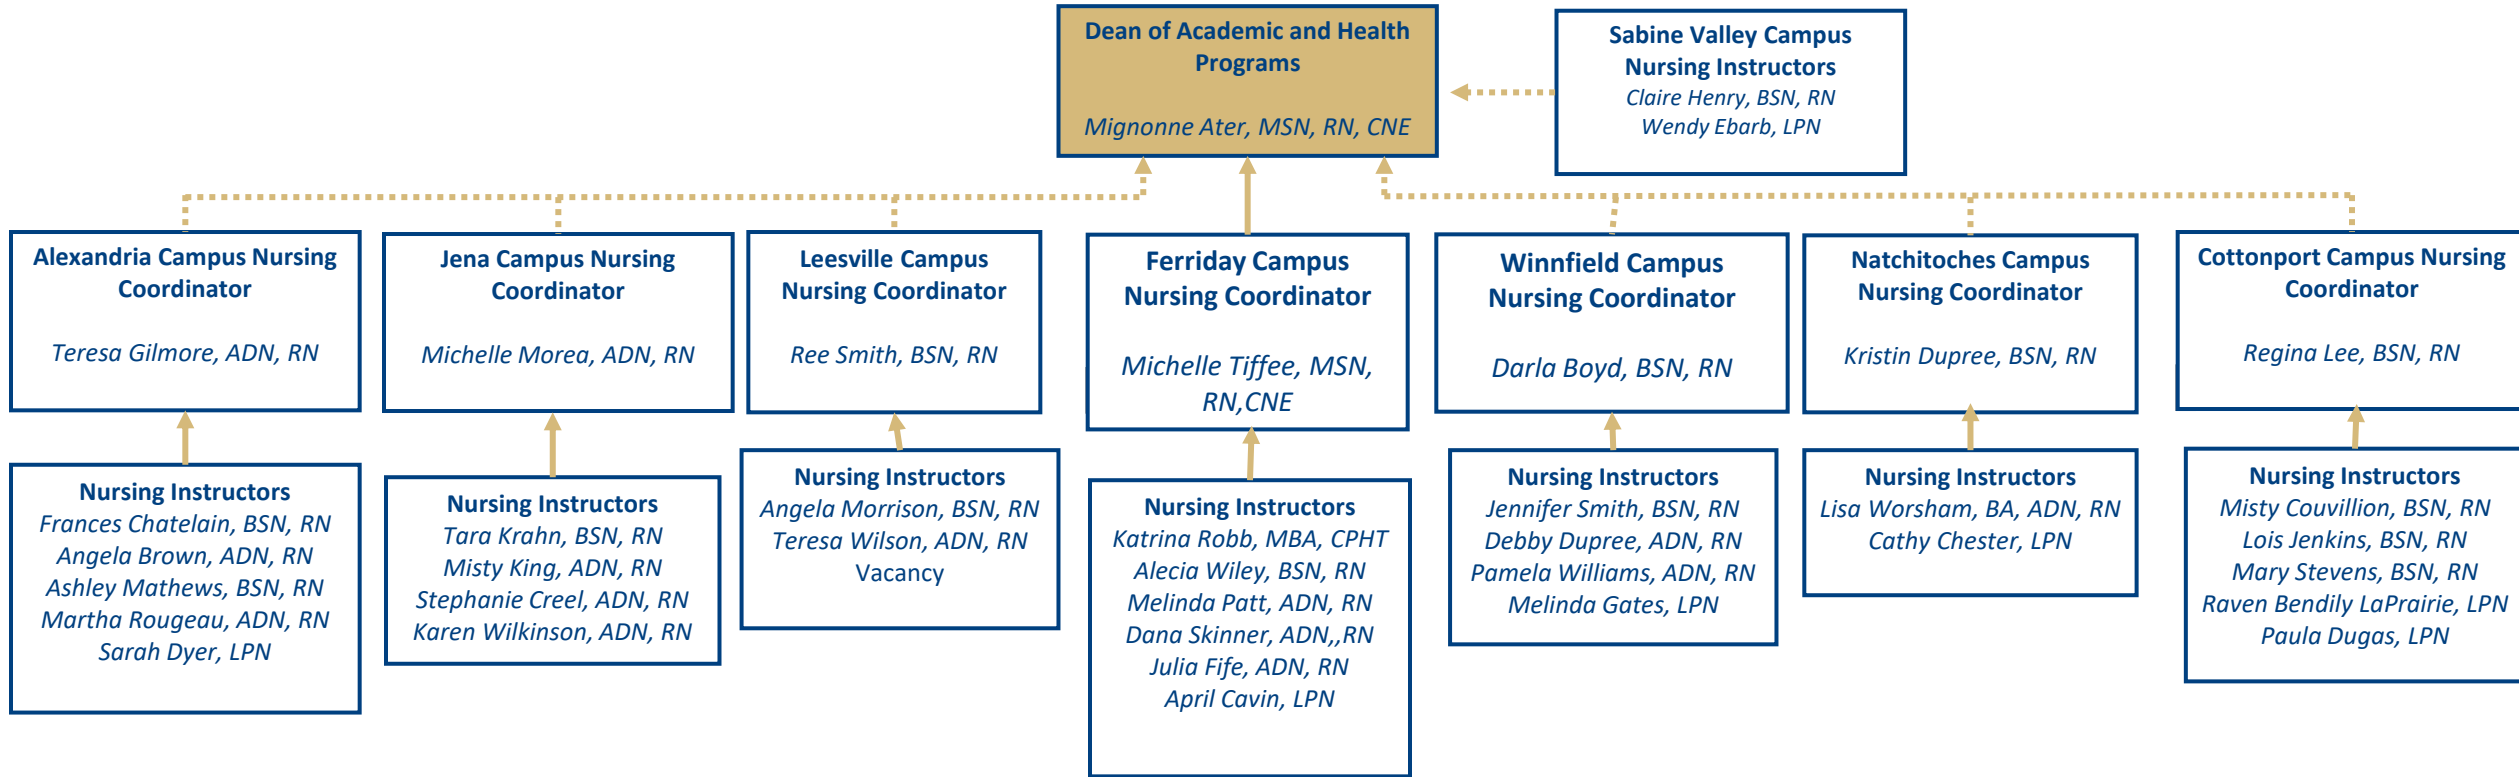 Dean of Academic and Health
Programs
Mignonne Ater, MSN, RN, CNE
Sabine Valley Campus
Nursing Instructors
Claire Henry, BSN, RN
Wendy Ebarb, LPN
Alexandria Campus Nursing
Coordinator
Teresa Gilmore, ADN, RN
Jena Campus Nursing
Coordinator
Michelle Morea, ADN, RN
Leesville Campus
Nursing Coordinator
Ree Smith, BSN, RN
Ferriday Campus
Nursing Coordinator
Michelle Tiffee, MSN,
RN,CNE
Winnfield Campus
Nursing Coordinator
Darla Boyd, BSN, RN
Natchitoches Campus
Nursing Coordinator
Kristin Dupree, BSN, RN
Cottonport Campus Nursing
Coordinator
Regina Lee, BSN, RN
Nursing Instructors
Frances Chatelain, BSN, RN
Angela Brown, ADN, RN
Ashley Mathews, BSN, RN
Martha Rougeau, ADN, RN
Sarah Dyer, LPN
Nursing Instructors
Tara Krahn, BSN, RN
Misty King, ADN, RN
Stephanie Creel, ADN, RN
Karen Wilkinson, ADN, RN
Nursing Instructors
Angela Morrison, BSN, RN
Teresa Wilson, ADN, RN
Vacancy
Nursing Instructors
Katrina Robb, MBA, CPHT
Alecia Wiley, BSN, RN
Melinda Patt, ADN, RN
Dana Skinner, ADN,,RN
Julia Fife, ADN, RN
April Cavin, LPN
Nursing Instructors
Jennifer Smith, BSN, RN
Debby Dupree, ADN, RN
Pamela Williams, ADN, RN
Melinda Gates, LPN
Nursing Instructors
Lisa Worsham, BA, ADN, RN
Cathy Chester, LPN
Nursing Instructors
Misty Couvillion, BSN, RN
Lois Jenkins, BSN, RN
Mary Stevens, BSN, RN
Raven Bendily LaPrairie, LPN
Paula Dugas, LPN